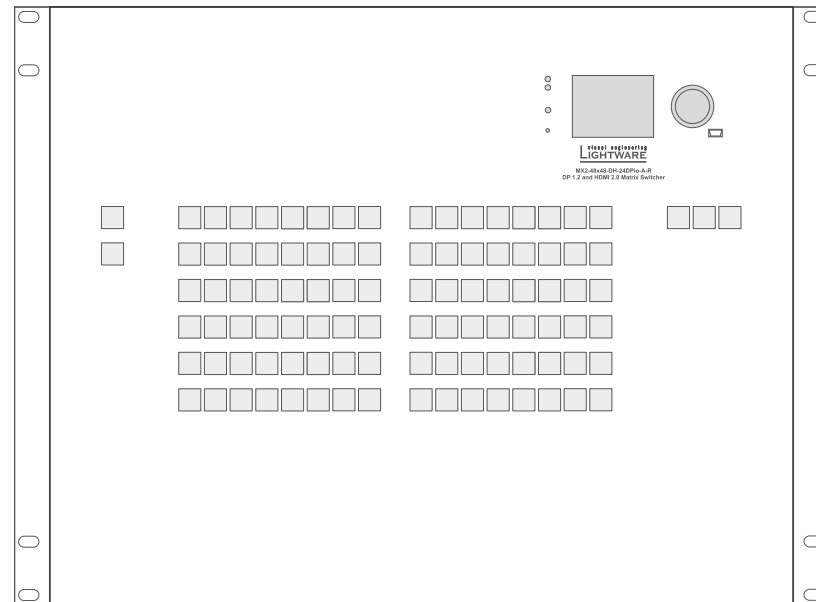 visual engineering
LIGHTWARE
MX2-48x48-DH-24DPio-A-R
DP 1.2 and HDMI 2.0 Matrix Switcher